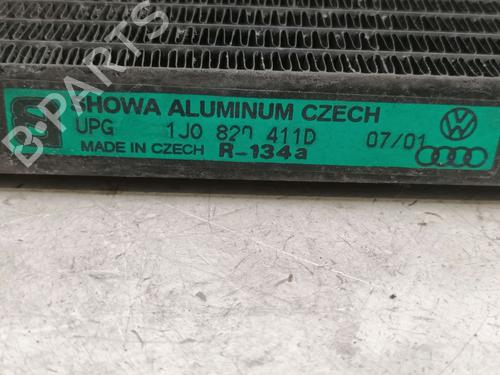 S SHOWA ALUMINUM CZECH
UPG 1J0 820 411D 07/01
MADE IN CZECH R-134a
B-PARTS